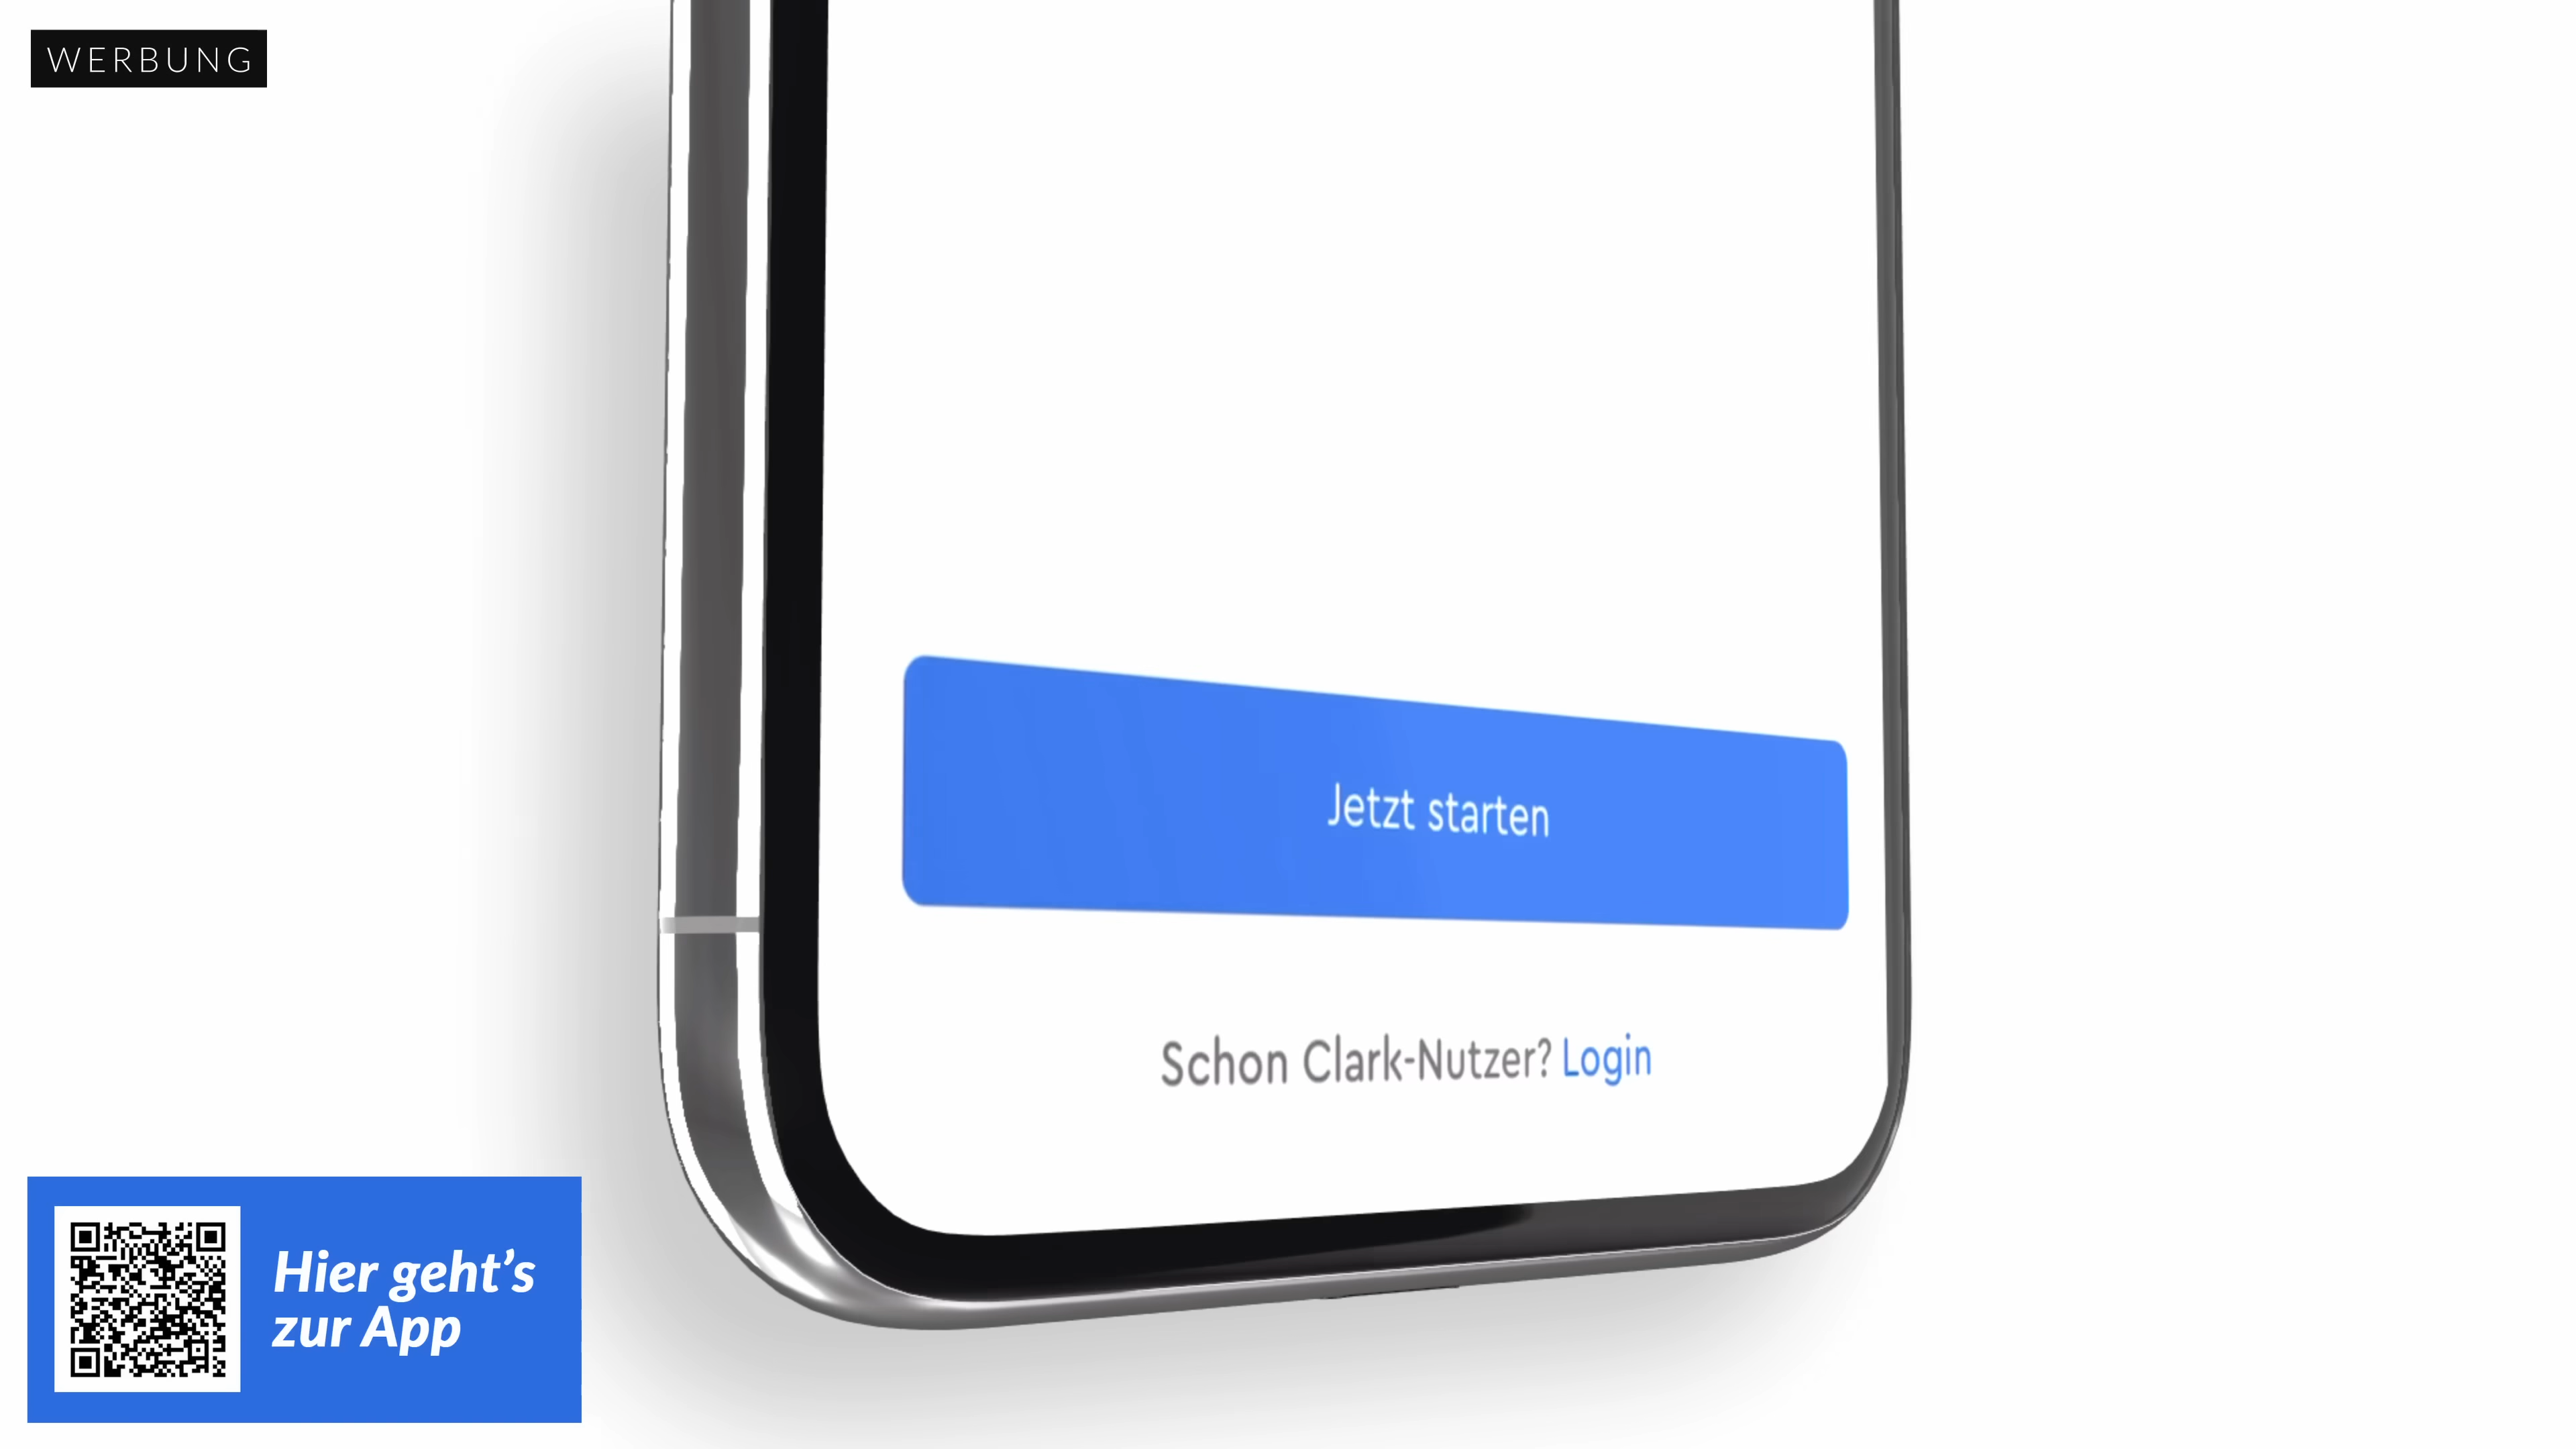 WERBUNG
Jetzt starten
Schon Clark-Nutzer? Login
Hier geht’s
zur App